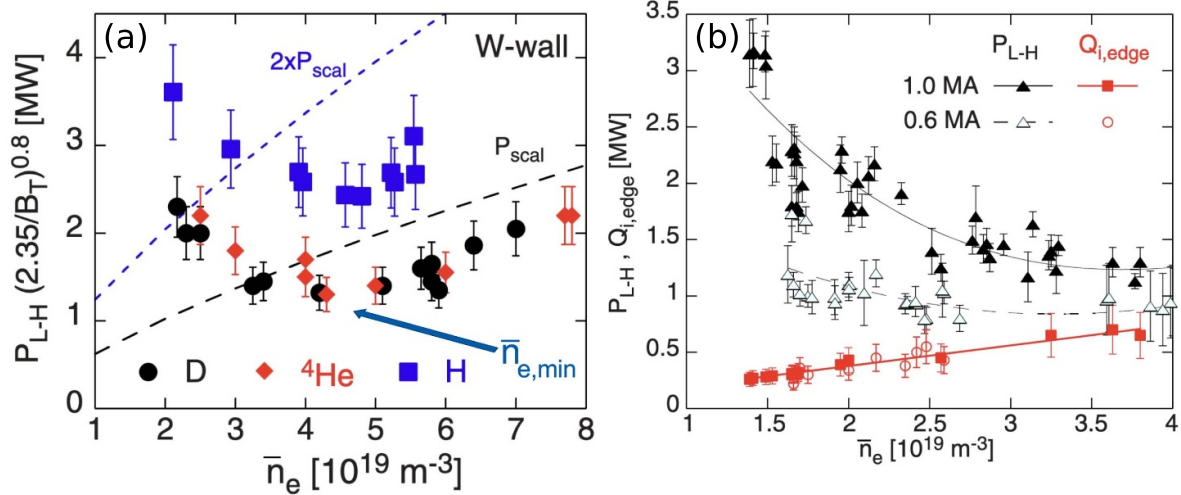 (a)
W-wall
2xP_scal
P_scal
P_L-H (2.35/B_T)^0.8 [MW]
4
3
2
1
0
n̄_e,min
D
⁴He
H
1 2 3 4 5 6 7 8
n̄_e [10^19 m^-3]
(b)
P_L-H Q_i,edge
1.0 MA
0.6 MA
P_L-H , Q_i,edge [MW]
3.5
3
2.5
2
1.5
1
0.5
0
1 1.5 2 2.5 3 3.5 4
n̄_e [10^19 m^-3]